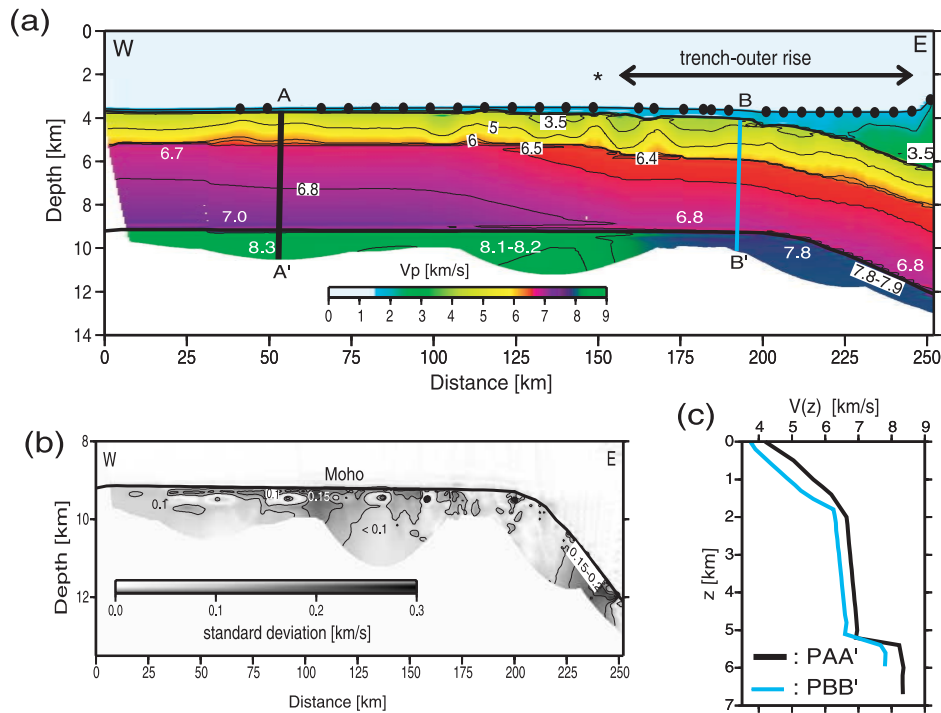 (a)
W
E
trench-outer rise
*
A
B
3.5
5
6
6.5
6.4
3.5
6.7
6.8
7.0
6.8
8.3
8.1-8.2
7.8
6.8
7.8-7.9
A'
B'
Vp [km/s]
0 1 2 3 4 5 6 7 8 9
Depth [km]
0
2
4
6
8
10
12
14
0 25 50 75 100 125 150 175 200 225 250
Distance [km]
(b)
W
E
Moho
0.1
0.1
0.15
< 0.1
0.15-0.2
0.0 0.1 0.2 0.3
standard deviation [km/s]
Depth [km]
8
10
12
0 25 50 75 100 125 150 175 200 225 250
Distance [km]
(c)
V(z) [km/s]
4 5 6 7 8 9
z [km]
0
1
2
3
4
5
6
7
: PAA'
: PBB'